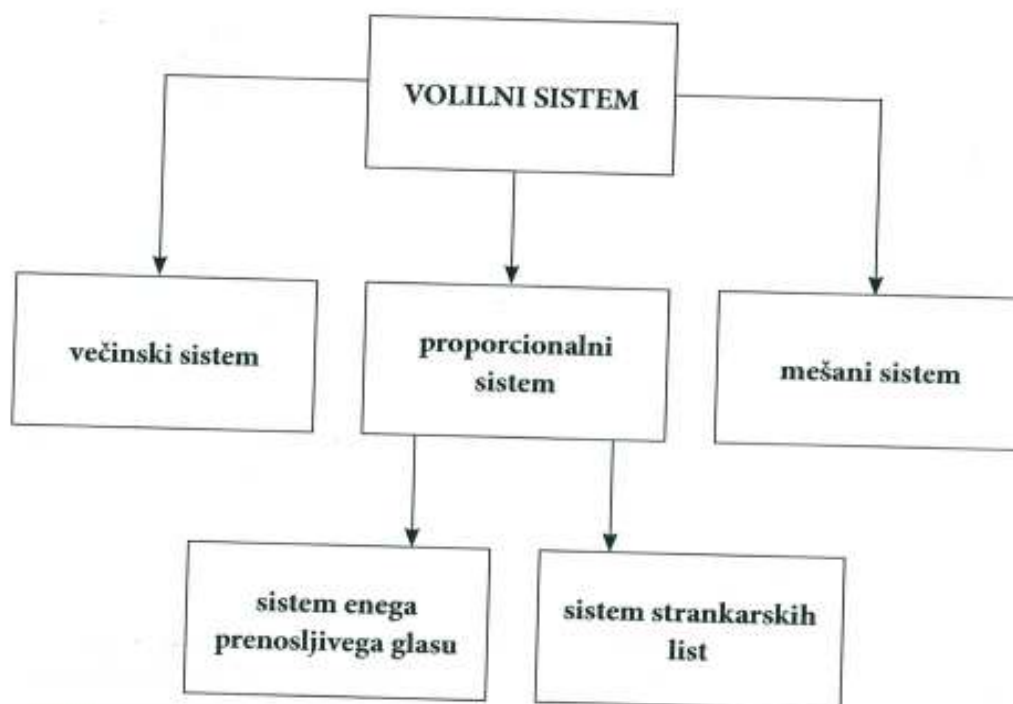 VOLILNI SISTEM
večinski sistem
proporcionalni
sistem
mešani sistem
sistem enega
prenosljivega glasu
sistem strankarskih
list